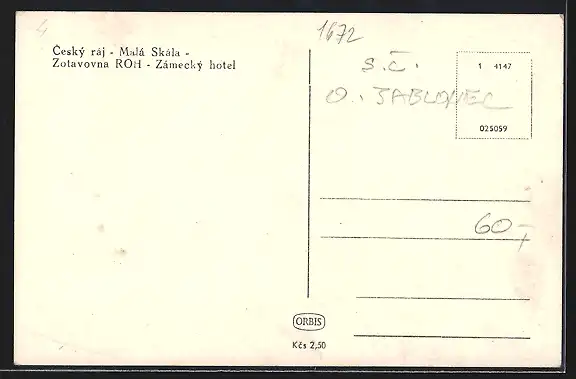 4
Český ráj - Malá Skála -
Zotavovna ROH - Zámecký hotel
1672
S.Č.
O. JABLONEC
1 4147
025059
60,-
ORBIS
Kčs 2,50